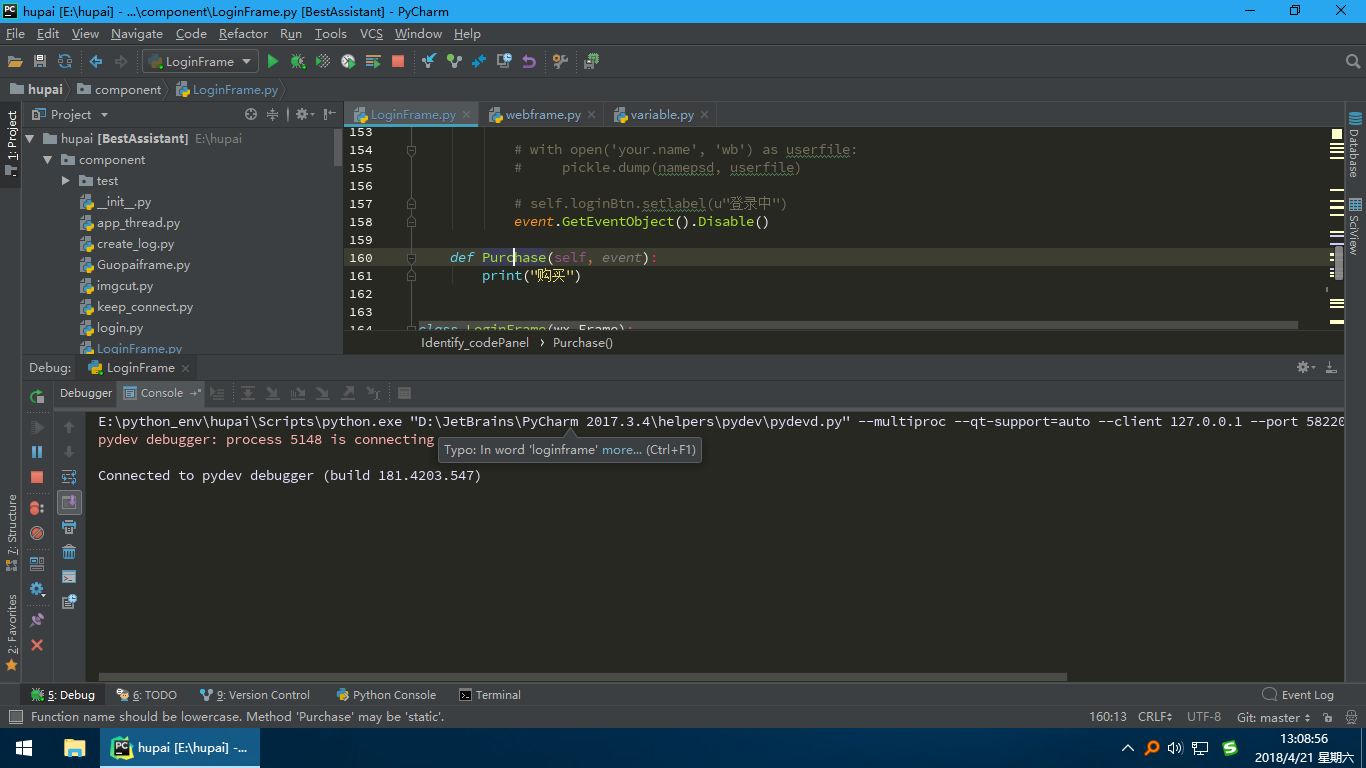 hupai [E:\hupai] - ...\component\LoginFrame.py [BestAssistant] - PyCharm
File Edit View Navigate Code Refactor Run Tools VCS Window Help
LoginFrame
hupai component LoginFrame.py
1: Project
Project
LoginFrame.py webframe.py variable.py
hupai [BestAssistant] E:\hupai
component
test
__init__.py
app_thread.py
create_log.py
Guopaiframe.py
imgcut.py
keep_connect.py
login.py
LoginFrame.py
153
154 # with open('your.name', 'wb') as userfile:
155 #     pickle.dump(namepsd, userfile)
156
157 # self.loginBtn.setlabel(u"登录中")
158 event.GetEventObject().Disable()
159
160 def Purchase(self, event):
161 print("购买")
162
163
164 class LoginFrame(wx.Frame):
Identify_codePanel Purchase()
Database
SciView
Debug: LoginFrame
Debugger Console
E:\python_env\hupai\Scripts\python.exe "D:\JetBrains\PyCharm 2017.3.4\helpers\pydev\pydevd.py" --multiproc --qt-support=auto --client 127.0.0.1 --port 58220
pydev debugger: process 5148 is connecting
Typo: In word 'loginframe' more... (Ctrl+F1)
Connected to pydev debugger (build 181.4203.547)
7: Structure
2: Favorites
5: Debug 6: TODO 9: Version Control Python Console Terminal Event Log
Function name should be lowercase. Method 'Purchase' may be 'static'. 160:13 CRLF UTF-8 Git: master
hupai [E:\hupai] -...
13:08:56
2018/4/21 星期六